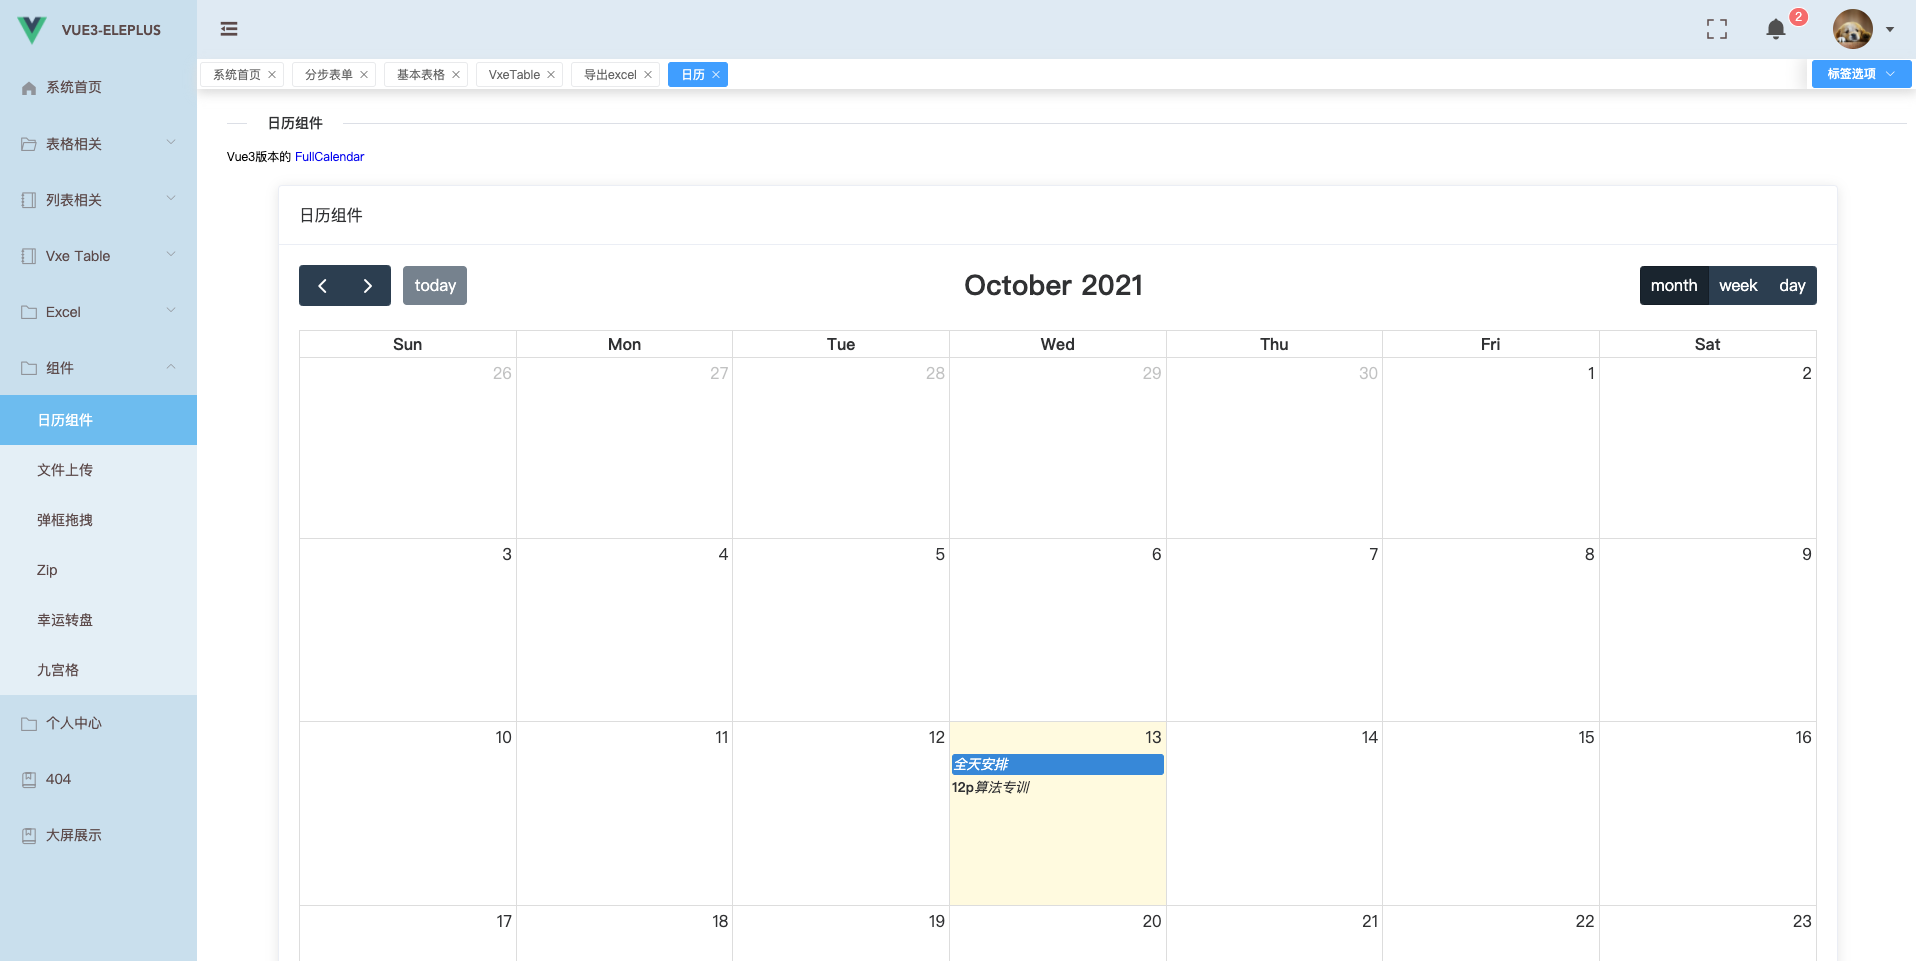 VUE3-ELEPLUS
系统首页
表格相关
列表相关
Vxe Table
Excel
组件
日历组件
文件上传
弹框拖拽
Zip
幸运转盘
九宫格
个人中心
404
大屏展示
2
系统首页 分步表单 基本表格 VxeTable 导出excel 日历 标签选项
日历组件
Vue3版本的 FullCalendar
日历组件
today October 2021 month week day
Sun Mon Tue Wed Thu Fri Sat
26 27 28 29 30 1 2
3 4 5 6 7 8 9
10 11 12 13 14 15 16
全天安排
12p算法专训
17 18 19 20 21 22 23